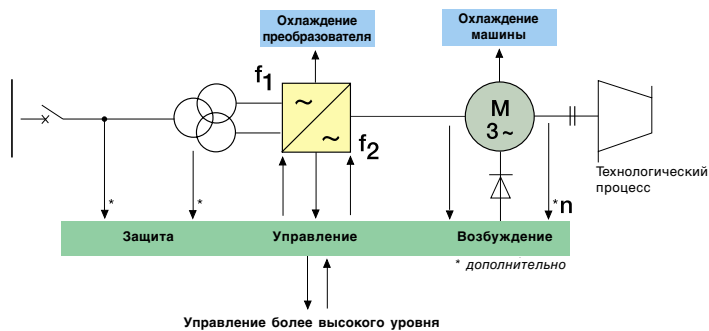 Охлаждение
преобразователя
Охлаждение
машины
f1
~
~
f2
M
3~
Технологический
процесс
*
*
*n
Защита
Управление
Возбуждение
* дополнительно
Управление более высокого уровня